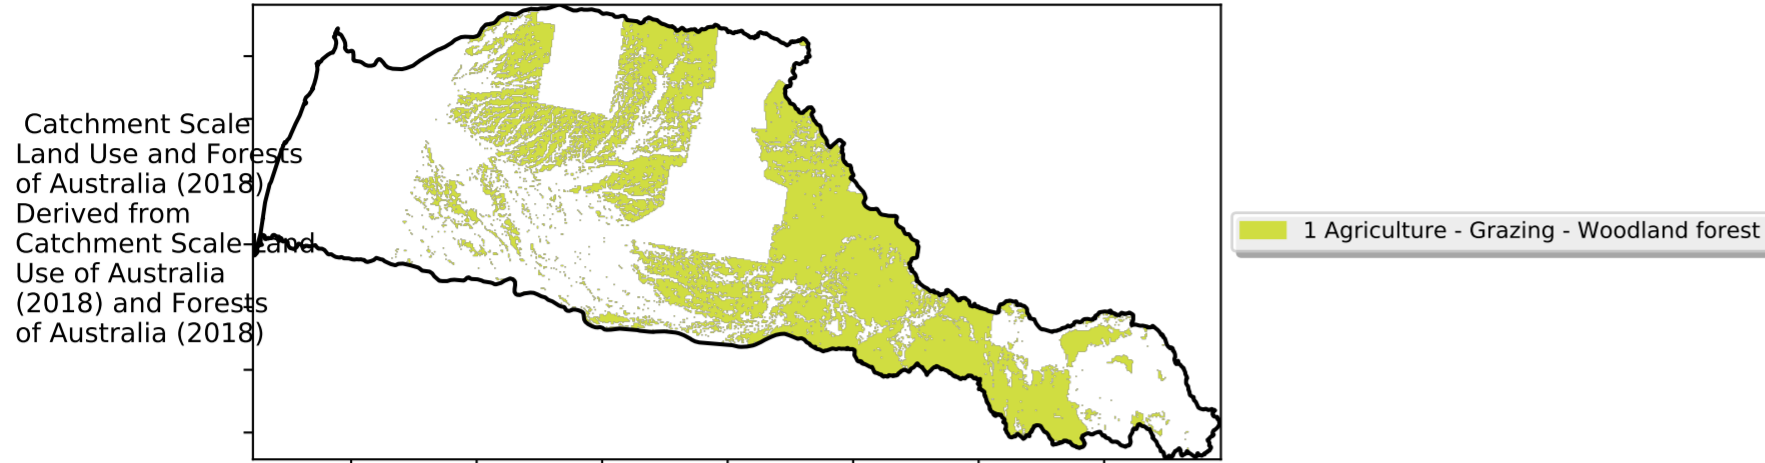 Catchment Scale
Land Use and Forests
of Australia (2018)
Derived from
Catchment Scale Land
Use of Australia
(2018) and Forests
of Australia (2018)
1 Agriculture - Grazing - Woodland forest